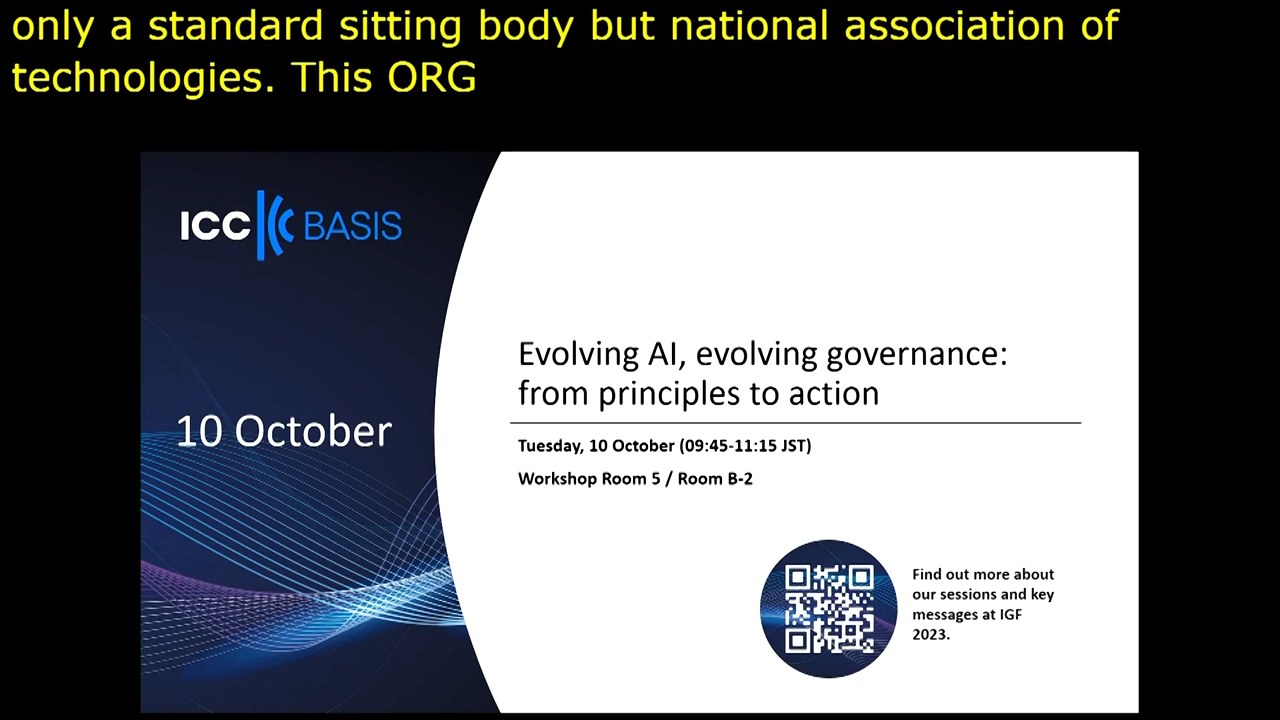 only a standard sitting body but national association of
technologies. This ORG
ICC BASIS
10 October
Evolving AI, evolving governance:
from principles to action
Tuesday, 10 October (09:45-11:15 JST)
Workshop Room 5 / Room B-2
Find out more about
our sessions and key
messages at IGF
2023.